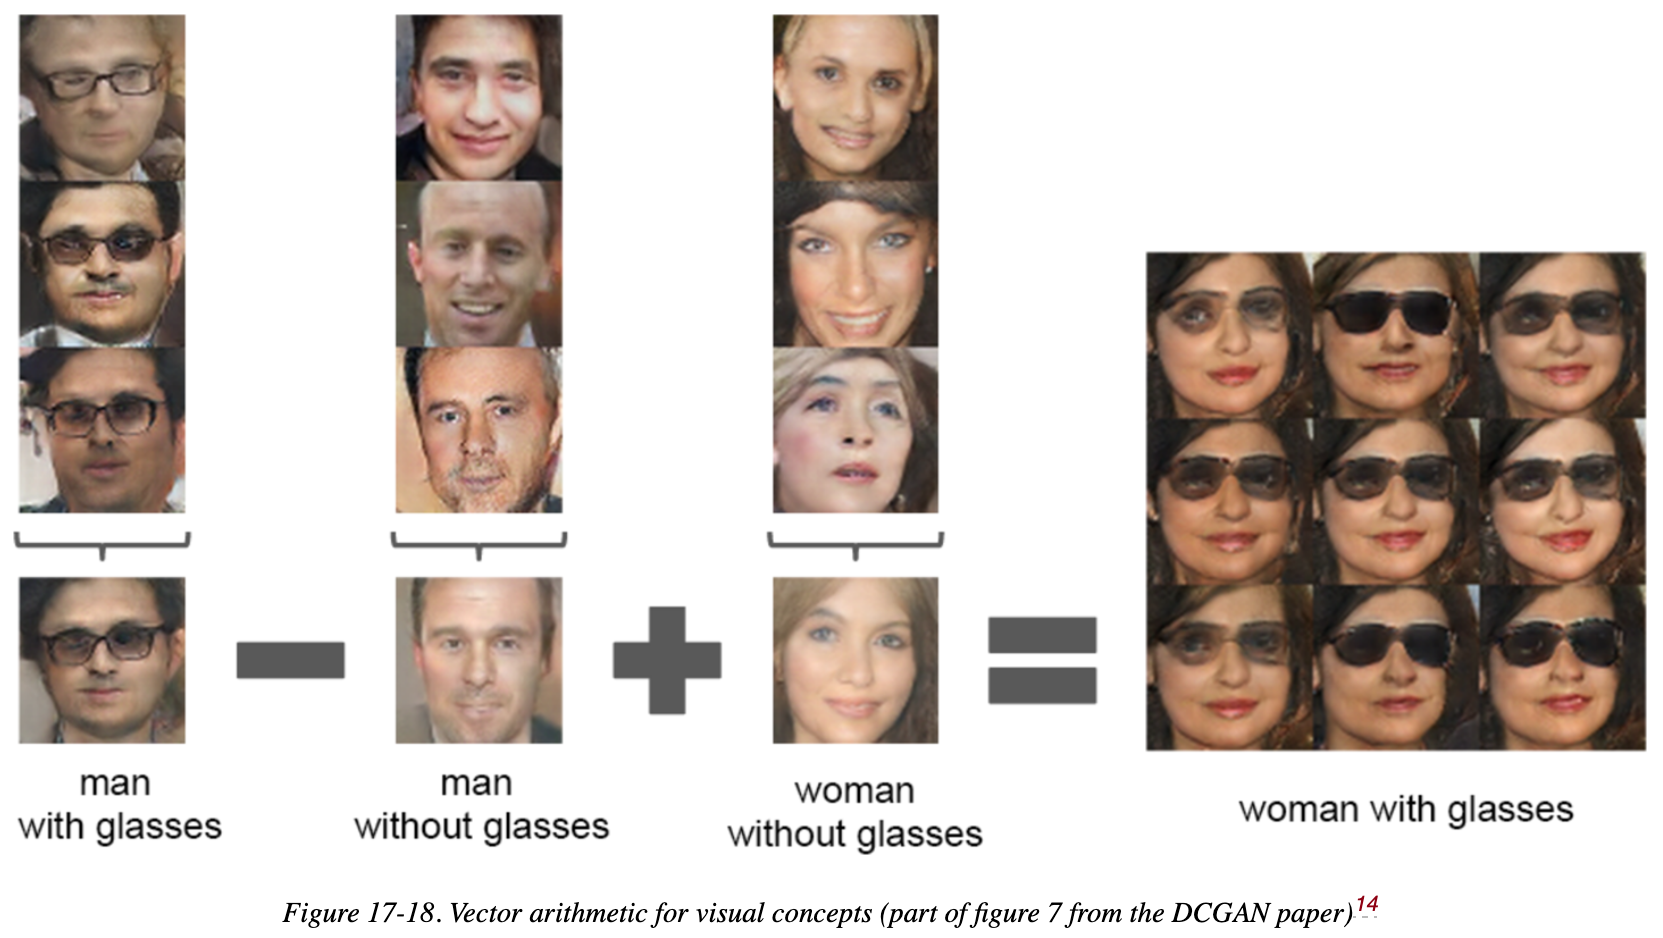 man
with glasses
man
without glasses
woman
without glasses
woman with glasses
Figure 17-18. Vector arithmetic for visual concepts (part of figure 7 from the DCGAN paper)14